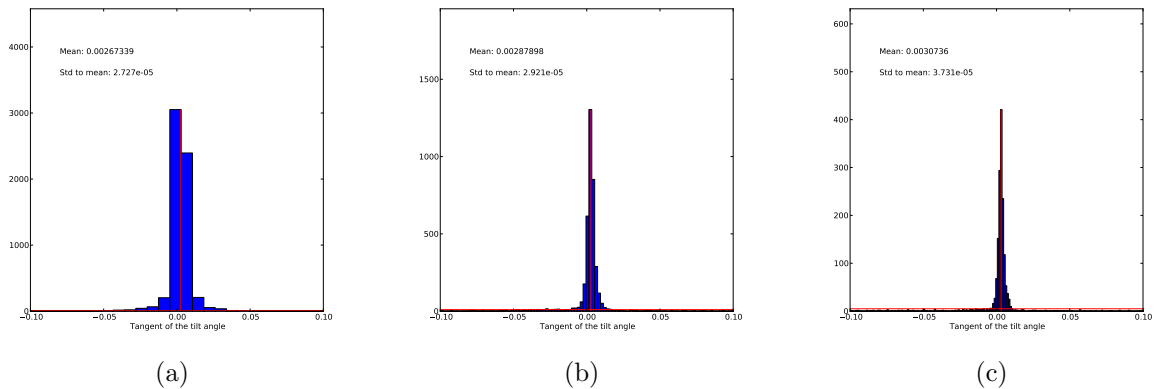 4000
3000
2000
1000
0
−0.10
−0.05
0.00
0.05
0.10
Tangent of the tilt angle
Mean: 0.00267339
Std to mean: 2.727e-05
(a)
1500
1000
500
0
−0.10
−0.05
0.00
0.05
0.10
Tangent of the tilt angle
Mean: 0.00287898
Std to mean: 2.921e-05
(b)
600
500
400
300
200
100
0
−0.10
−0.05
0.00
0.05
0.10
Tangent of the tilt angle
Mean: 0.0030736
Std to mean: 3.731e-05
(c)